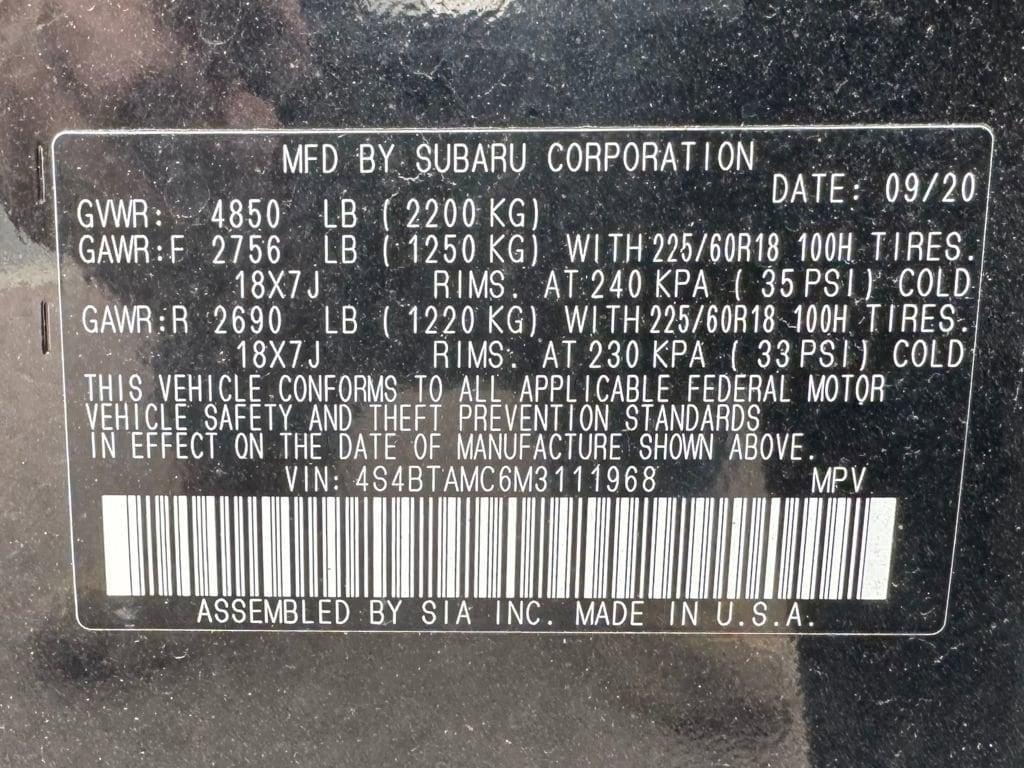 MFD BY SUBARU CORPORATION
DATE: 09/20
GVWR: 4850 LB (2200 KG)
GAWR:F 2756 LB (1250 KG) WITH 225/60R18 100H TIRES.
18X7J RIMS. AT 240 KPA (35 PSI) COLD
GAWR:R 2690 LB (1220 KG) WITH 225/60R18 100H TIRES.
18X7J RIMS. AT 230 KPA (33 PSI) COLD
THIS VEHICLE CONFORMS TO ALL APPLICABLE FEDERAL MOTOR
VEHICLE SAFETY AND THEFT PREVENTION STANDARDS
IN EFFECT ON THE DATE OF MANUFACTURE SHOWN ABOVE.
VIN: 4S4BTAMC6M3111968 MPV
ASSEMBLED BY SIA INC. MADE IN U.S.A.